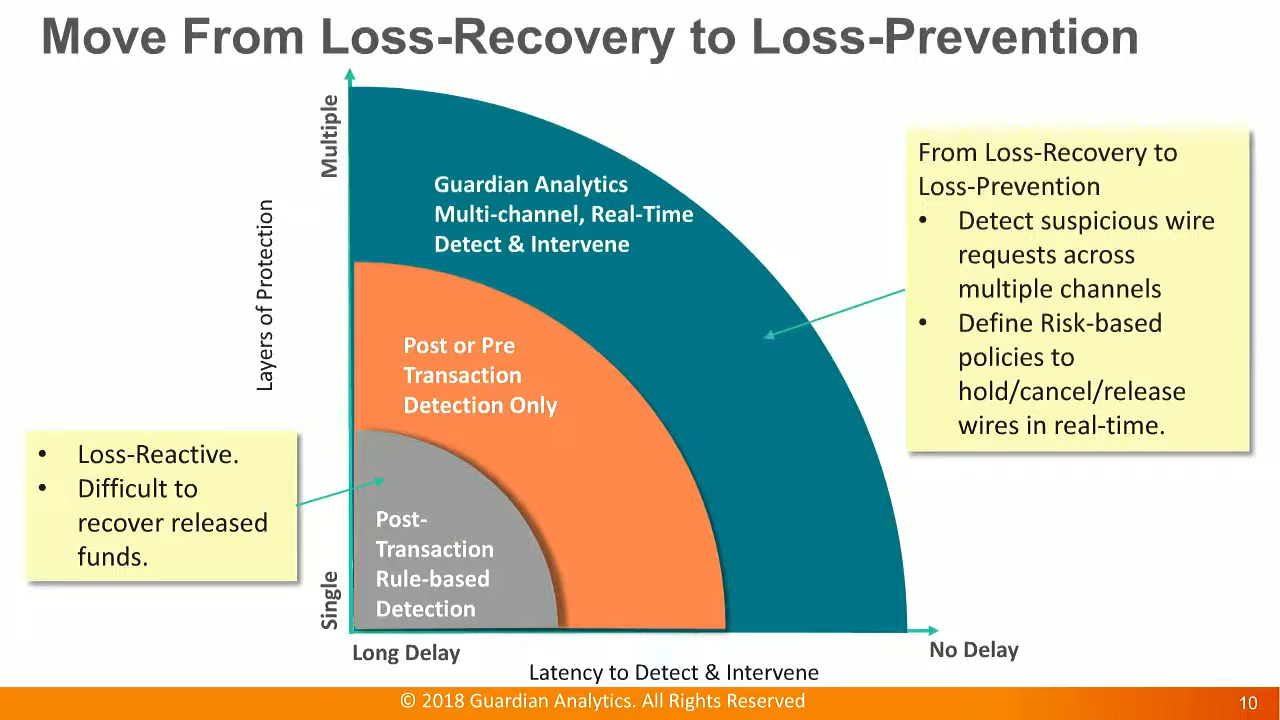 Move From Loss-Recovery to Loss-Prevention
Multiple
Layers of Protection
Single
Guardian Analytics
Multi-channel, Real-Time
Detect & Intervene
Post or Pre
Transaction
Detection Only
Post-
Transaction
Rule-based
Detection
• Loss-Reactive.
• Difficult to
recover released
funds.
From Loss-Recovery to
Loss-Prevention
• Detect suspicious wire
requests across
multiple channels
• Define Risk-based
policies to
hold/cancel/release
wires in real-time.
Long Delay
No Delay
Latency to Detect & Intervene
© 2018 Guardian Analytics. All Rights Reserved
10